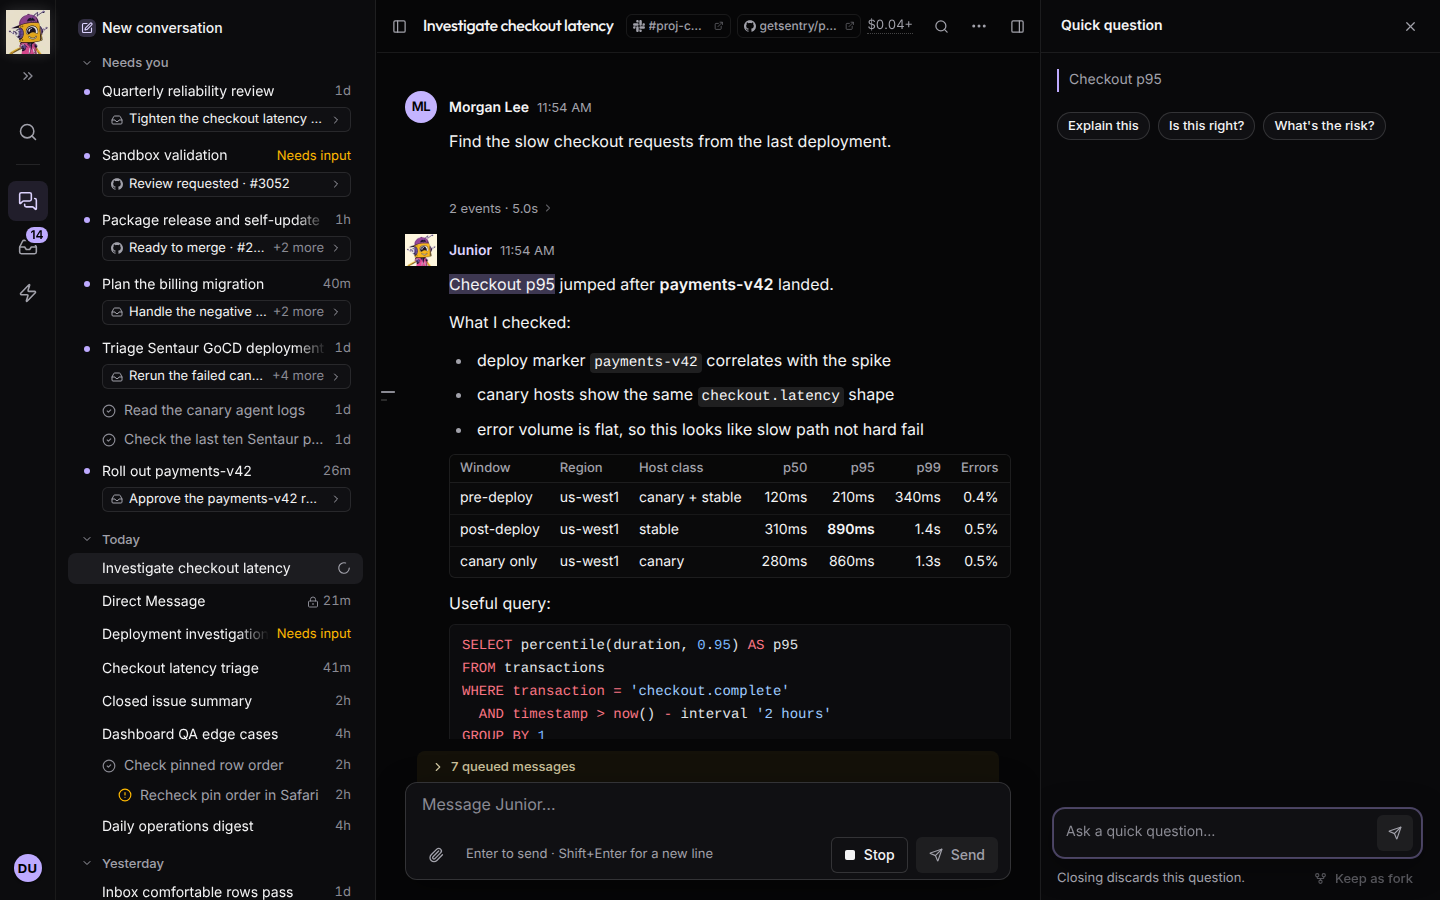 New conversation
Needs you
Quarterly reliability review 1d
Tighten the checkout latency ...
Sandbox validation Needs input
Review requested · #3052
Package release and self-update 1h
Ready to merge · #2... +2 more
Plan the billing migration 40m
Handle the negative ... +2 more
Triage Sentaur GoCD deployment 1d
Rerun the failed can... +4 more
Read the canary agent logs 1d
Check the last ten Sentaur p... 1d
Roll out payments-v42 26m
Approve the payments-v42 r...
Today
Investigate checkout latency
Direct Message 21m
Deployment investigation Needs input
Checkout latency triage 41m
Closed issue summary 2h
Dashboard QA edge cases 4h
Check pinned row order 2h
Recheck pin order in Safari 2h
Daily operations digest 4h
Yesterday
Inbox comfortable rows pass 1d
14
DU
Investigate checkout latency #proj-c... getsentry/p... $0.04+
ML Morgan Lee 11:54 AM
Find the slow checkout requests from the last deployment.
2 events · 5.0s
Junior 11:54 AM
Checkout p95 jumped after payments-v42 landed.
What I checked:
deploy marker payments-v42 correlates with the spike
canary hosts show the same checkout.latency shape
error volume is flat, so this looks like slow path not hard fail
Window Region Host class p50 p95 p99 Errors
pre-deploy us-west1 canary + stable 120ms 210ms 340ms 0.4%
post-deploy us-west1 stable 310ms 890ms 1.4s 0.5%
canary only us-west1 canary 280ms 860ms 1.3s 0.5%
Useful query:
SELECT percentile(duration, 0.95) AS p95
FROM transactions
WHERE transaction = 'checkout.complete'
AND timestamp > now() - interval '2 hours'
GROUP BY 1
7 queued messages
Message Junior...
Enter to send · Shift+Enter for a new line
Stop
Send
Quick question
Checkout p95
Explain this
Is this right?
What's the risk?
Ask a quick question...
Closing discards this question.
Keep as fork